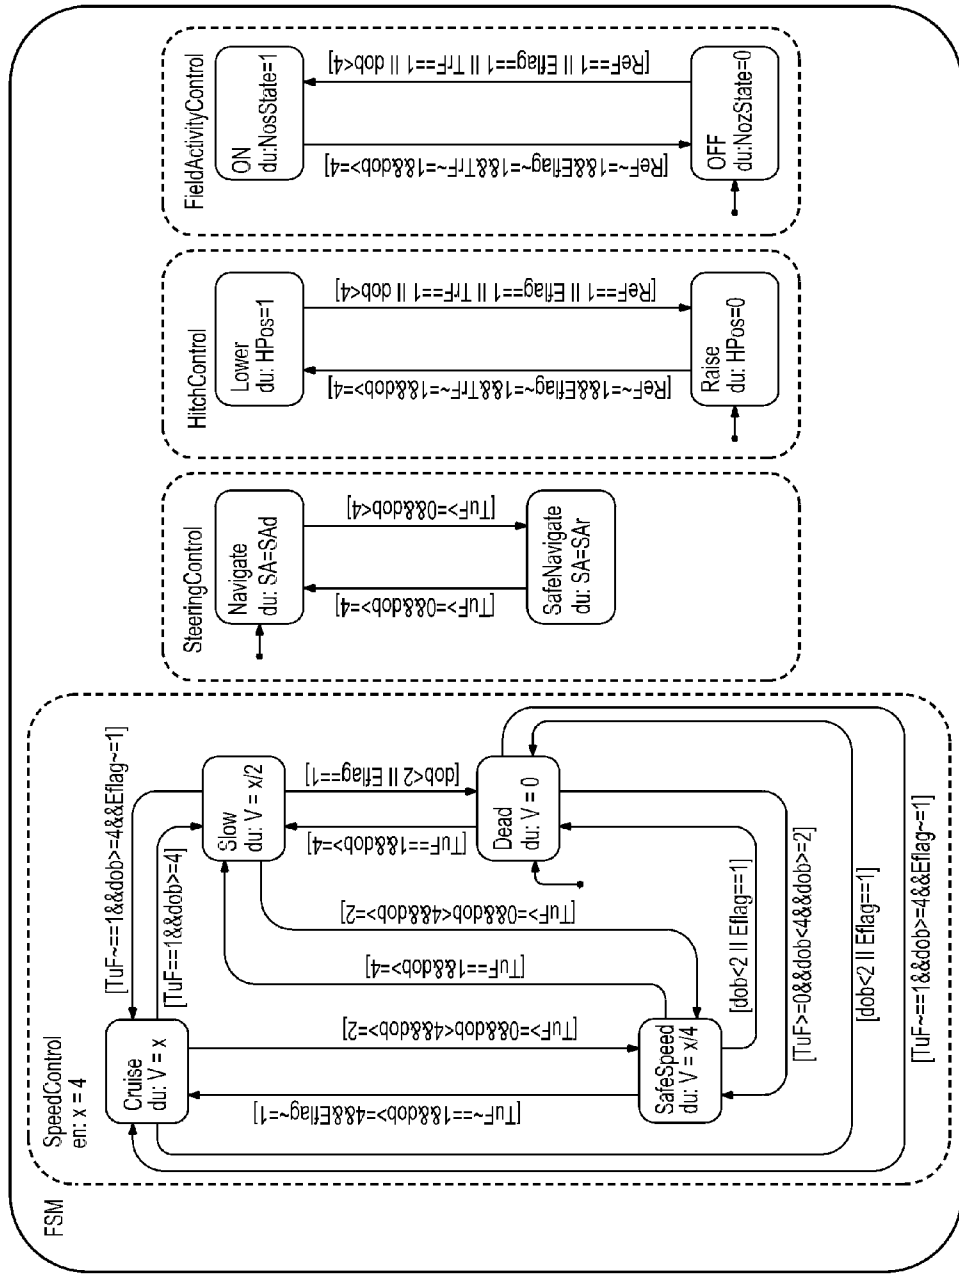 FSM
SpeedControl
en: x = 4
Cruise
du: V = x
[TuF~==1&&dob>=4&&Eflag~=1]
[TuF==1&&dob>=4]
Slow
du: V = x/2
[TuF~==1&&dob>=4&&Eflag~=1]
[TuF>=0&&dob<4&&dob>=2]
[TuF==1&&dob>=4]
[TuF>=0&&dob<4&&dob>=2]
[TuF==1&&dob>=4]
[dob<2 || Eflag==1]
SafeSpeed
du: V = x/4
Dead
du: V = 0
[dob<2 || Eflag==1]
[TuF>=0&&dob<4&&dob>=2]
[dob<2 || Eflag==1]
[TuF~==1&&dob>=4&&Eflag~=1]
SteeringControl
Navigate
du: SA=SAd
[TuF>=0&&dob>=4]
[TuF>=0&&dob<4]
SafeNavigate
du: SA=SAr
HitchControl
Lower
du: HPos=1
[ReF~=1&&Eflag~=1&&TrF~=1&&dob>=4]
[ReF==1 || Eflag==1 || TrF==1 || dob<4]
Raise
du: HPos=0
FieldActivityControl
ON
du:NosState=1
[ReF~=1&&Eflag~=1&&TrF~=1&&dob>=4]
[ReF==1 || Eflag==1 || TrF==1 || dob<4]
OFF
du:NozState=0